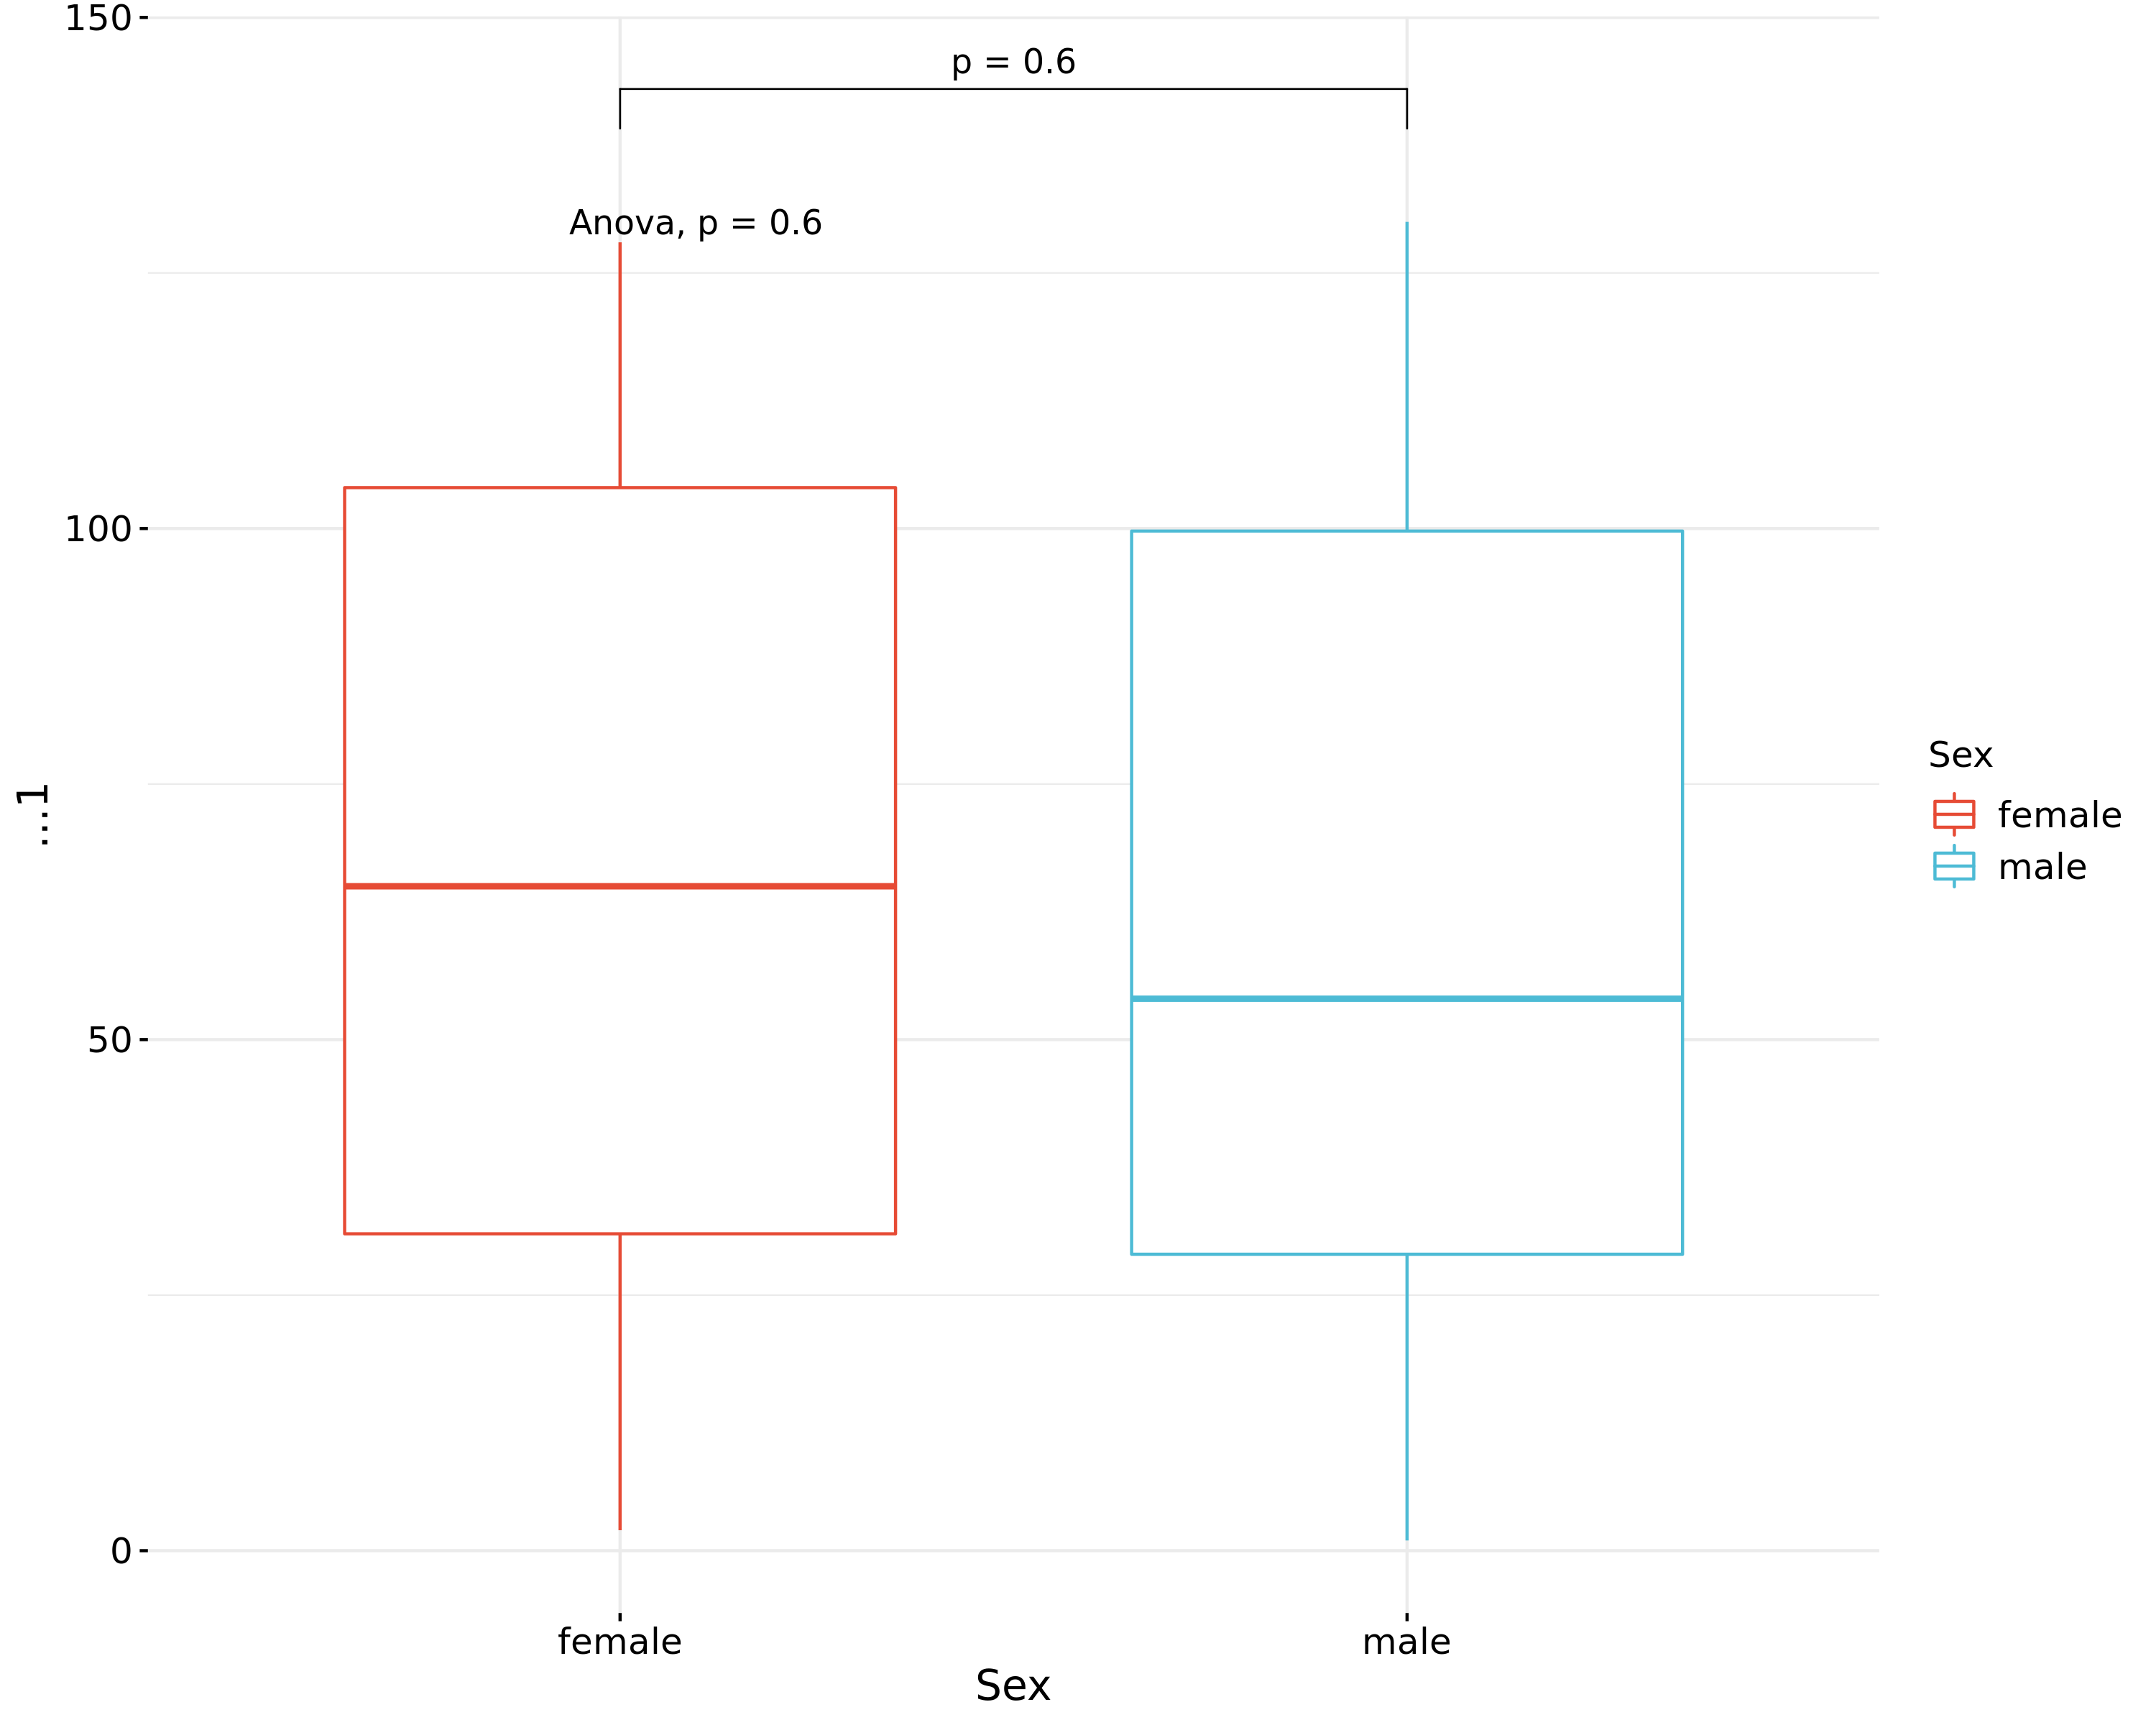 150
p = 0.6
Anova, p = 0.6
100
50
0
...1
female
male
Sex
Sex
female
male